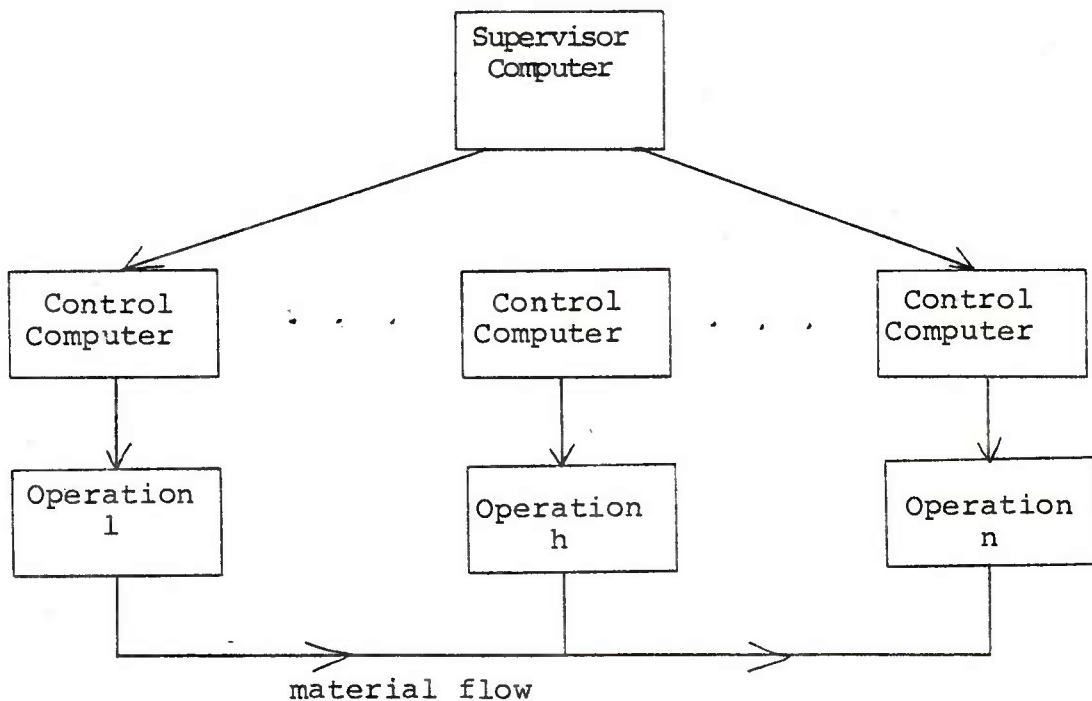 Supervisor
Computer
Control
Computer
. . .
Control
Computer
. . .
Control
Computer
Operation
1
Operation
h
Operation
n
material flow